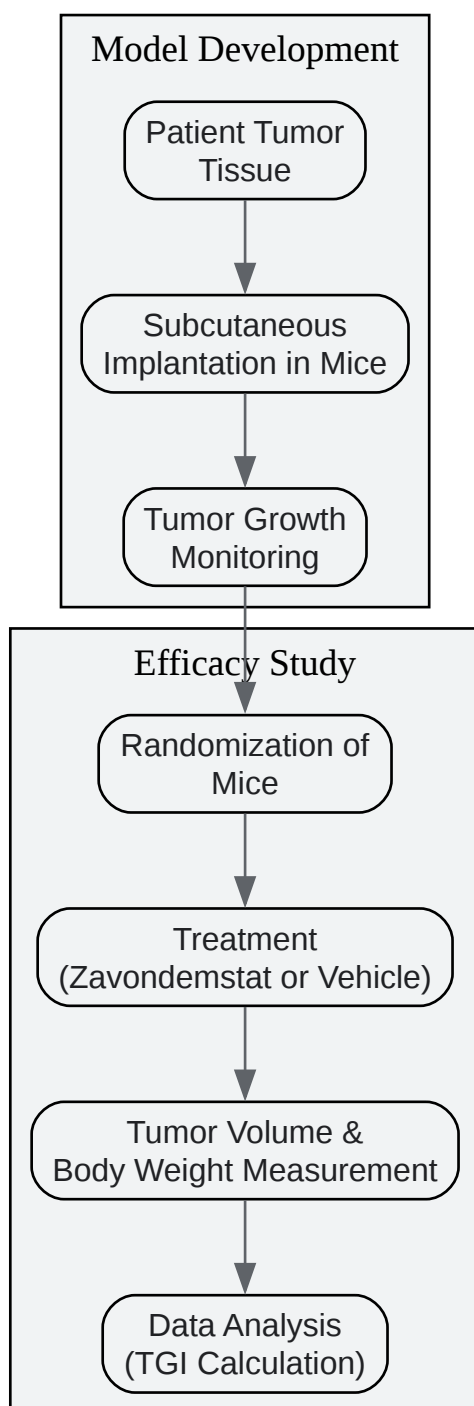 Model Development
Patient Tumor
Tissue
Subcutaneous
Implantation in Mice
Tumor Growth
Monitoring
Efficacy Study
Randomization of
Mice
Treatment
(Zavondemstat or Vehicle)
Tumor Volume &
Body Weight Measurement
Data Analysis
(TGI Calculation)